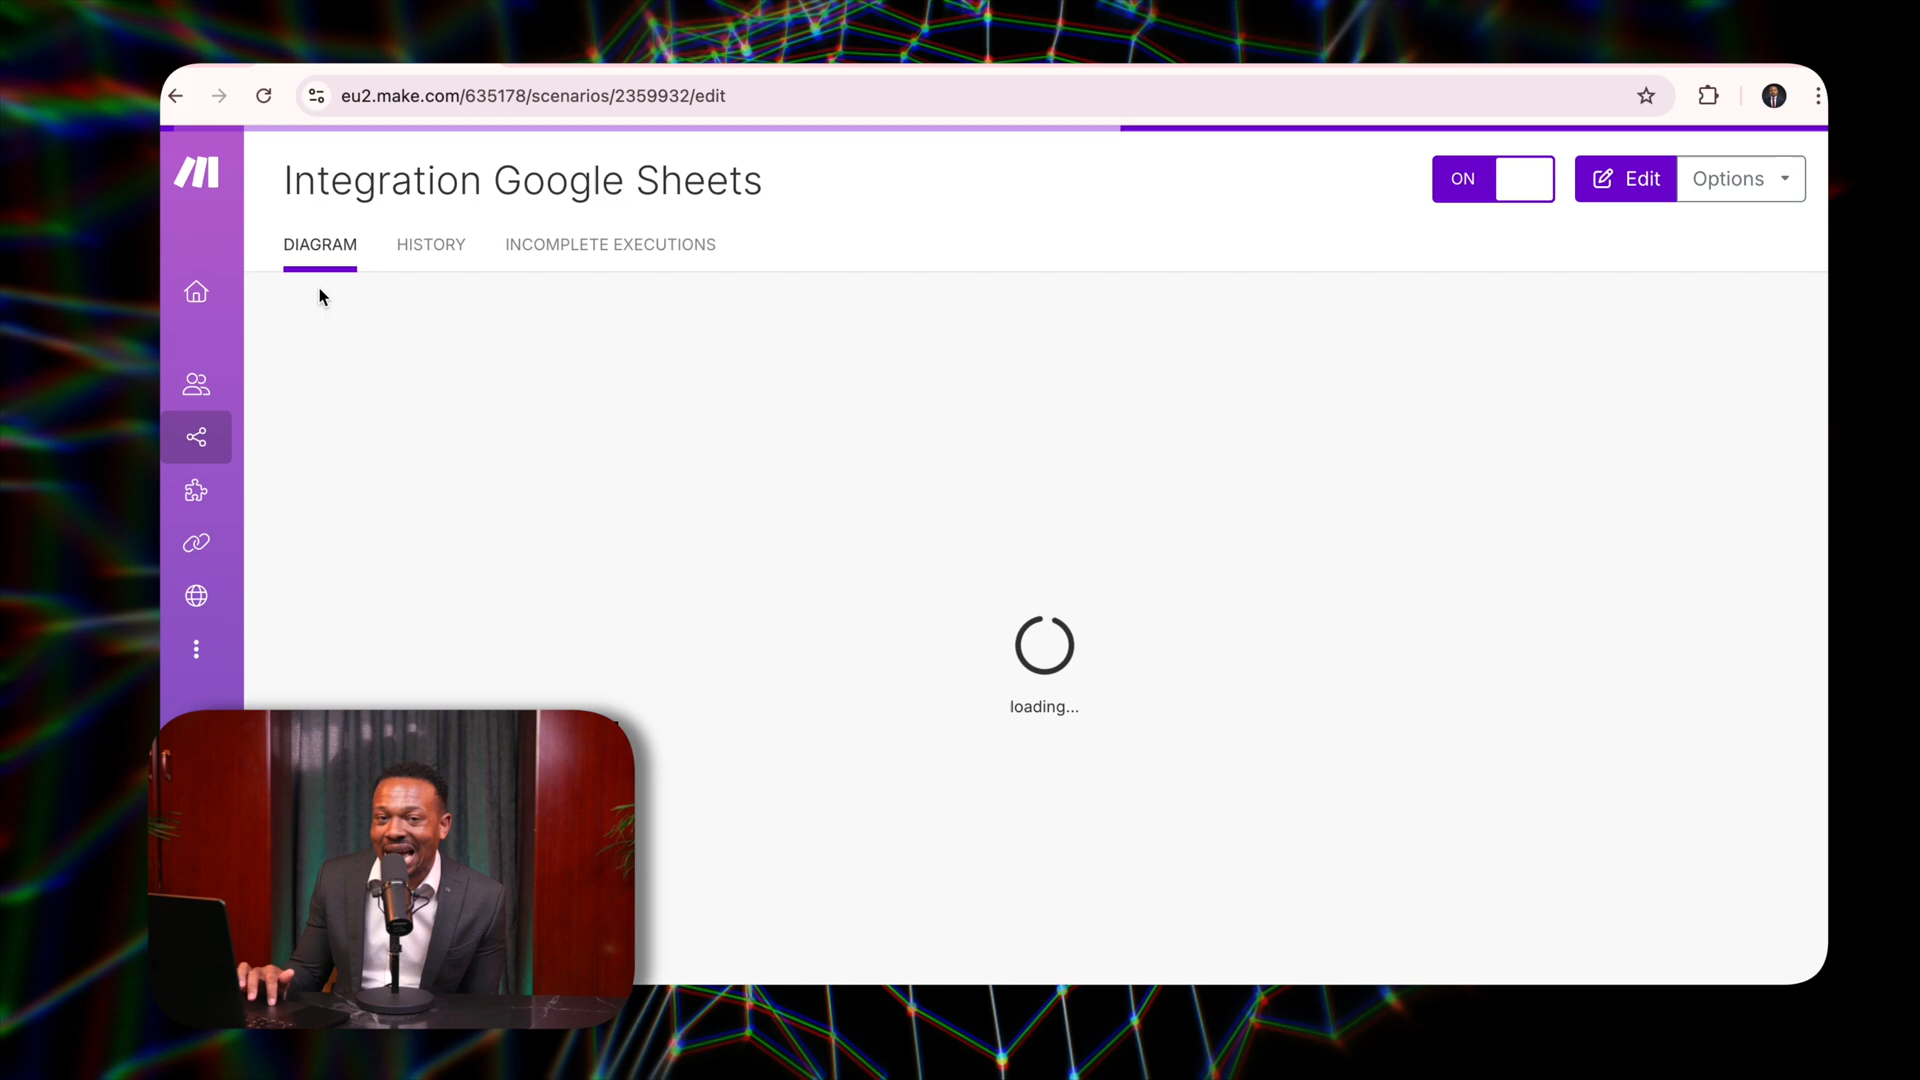 eu2.make.com/635178/scenarios/2359932/edit
Integration Google Sheets
ON
Edit
Options
DIAGRAM
HISTORY
INCOMPLETE EXECUTIONS
loading...